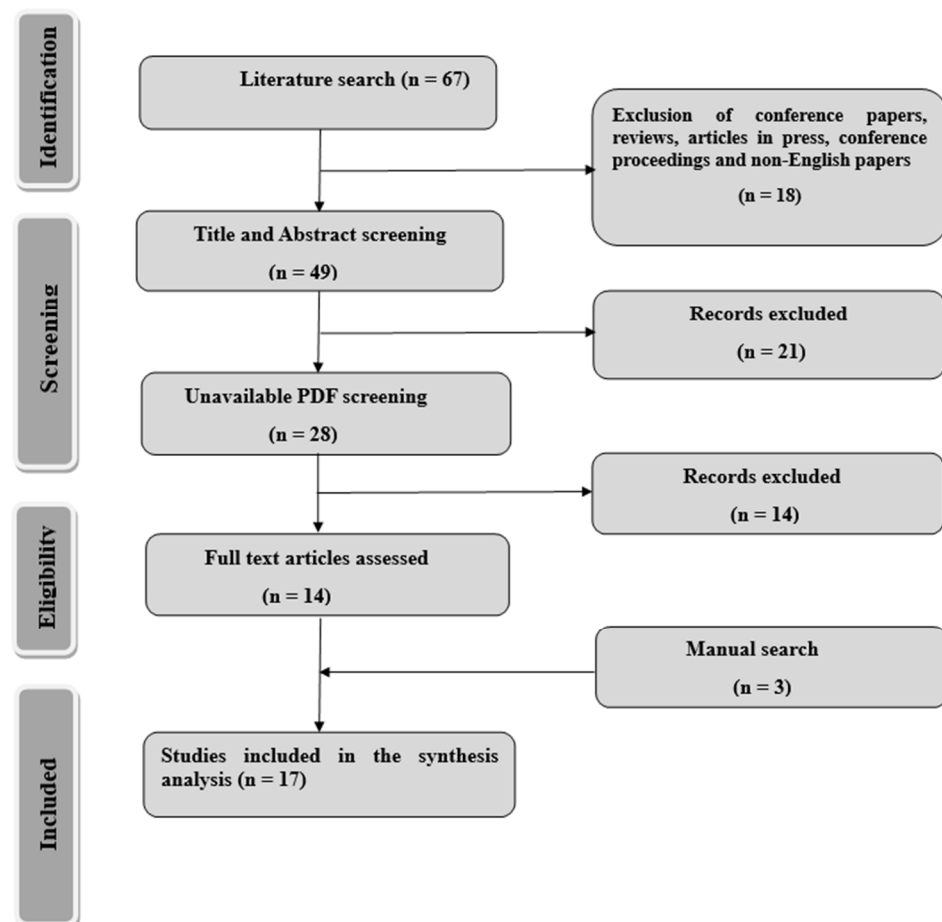 Identification
Literature search (n = 67)
Exclusion of conference papers,
reviews, articles in press, conference
proceedings and non-English papers
(n = 18)
Screening
Title and Abstract screening
(n = 49)
Records excluded
(n = 21)
Unavailable PDF screening
(n = 28)
Records excluded
(n = 14)
Eligibility
Full text articles assessed
(n = 14)
Manual search
(n = 3)
Included
Studies included in the synthesis
analysis (n = 17)